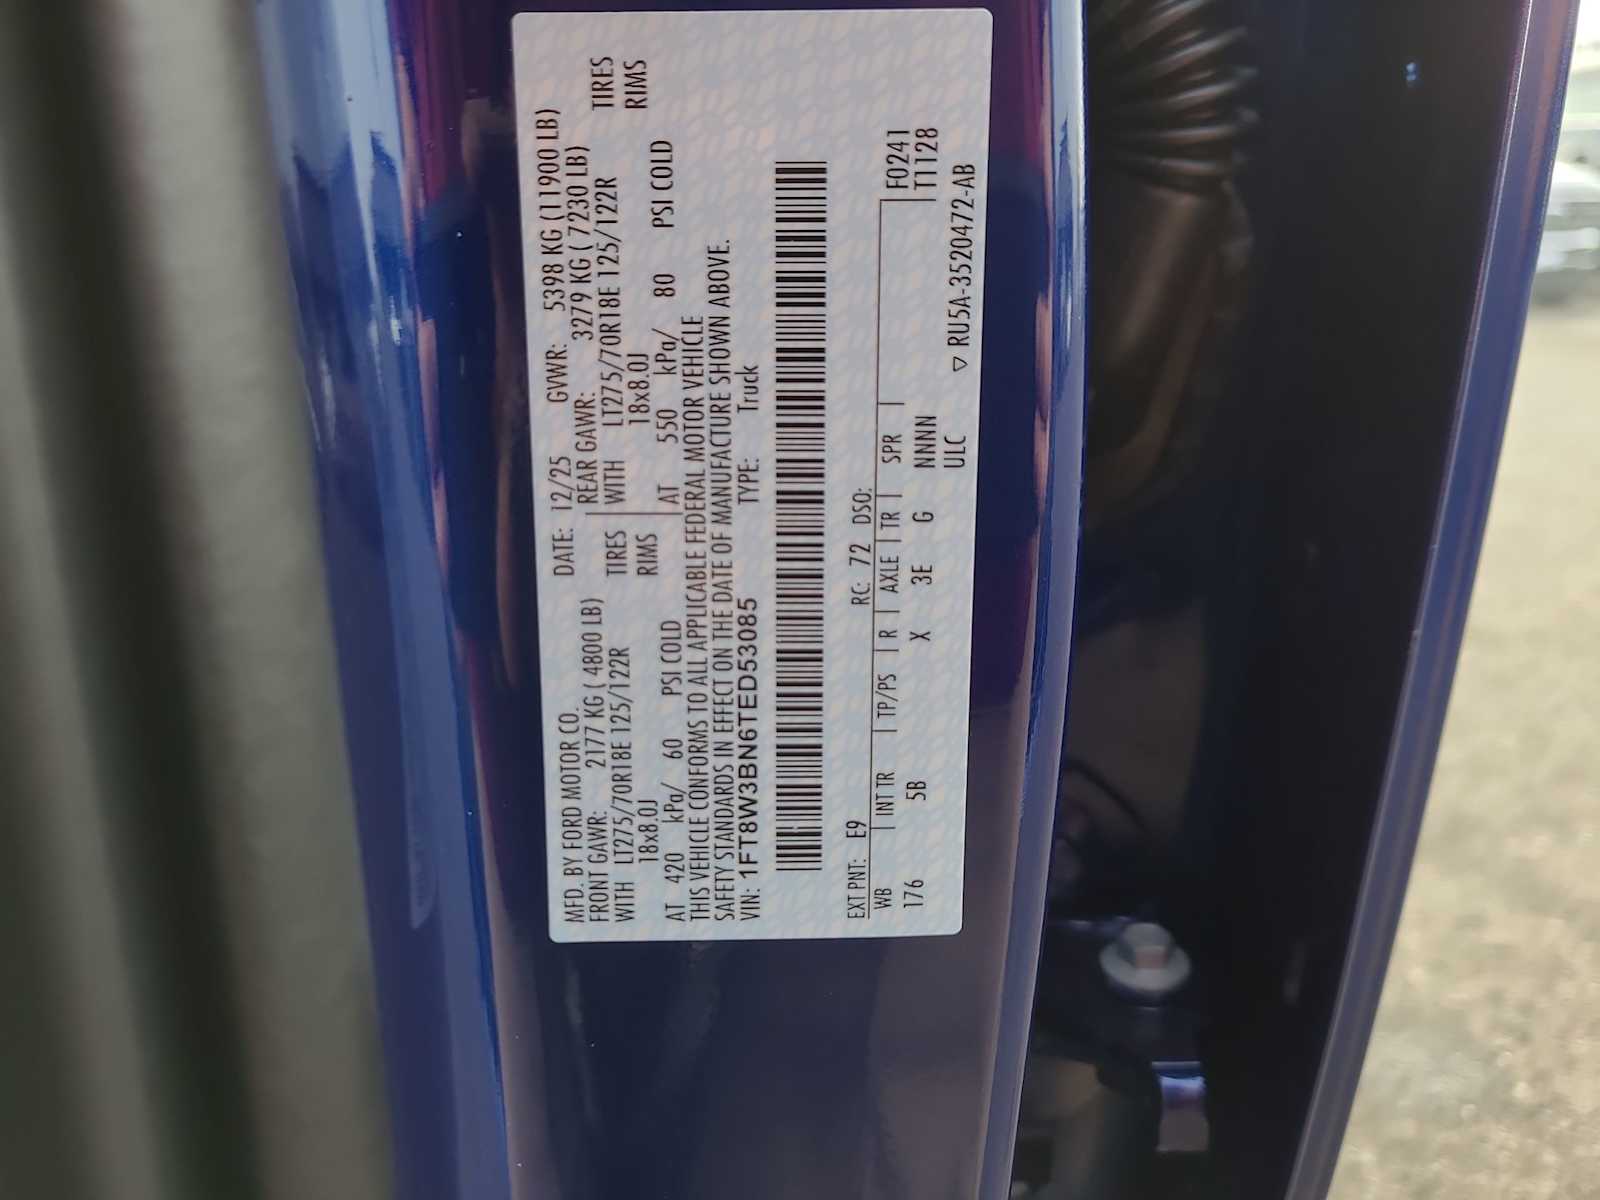 MFD. BY FORD MOTOR CO. DATE: 12/25 GVWR: 5398 KG (11900 LB)
FRONT GAWR: 2177 KG ( 4800 LB) REAR GAWR: 3279 KG ( 7230 LB)
WITH LT275/70R18E 125/122R TIRES WITH LT275/70R18E 125/122R TIRES
18x8.0J RIMS 18x8.0J RIMS
AT 420 kPa/ 60 PSI COLD AT 550 kPa/ 80 PSI COLD
THIS VEHICLE CONFORMS TO ALL APPLICABLE FEDERAL MOTOR VEHICLE
SAFETY STANDARDS IN EFFECT ON THE DATE OF MANUFACTURE SHOWN ABOVE.
VIN: 1FT8W3BN6TED53085 TYPE: Truck
EXT PNT: E9 RC: 72 DSO:
WB INT TR TP/PS R AXLE TR SPR F0241
176 5B X 3E G NNNN T1128
ULC
▽ RU5A-3520472-AB